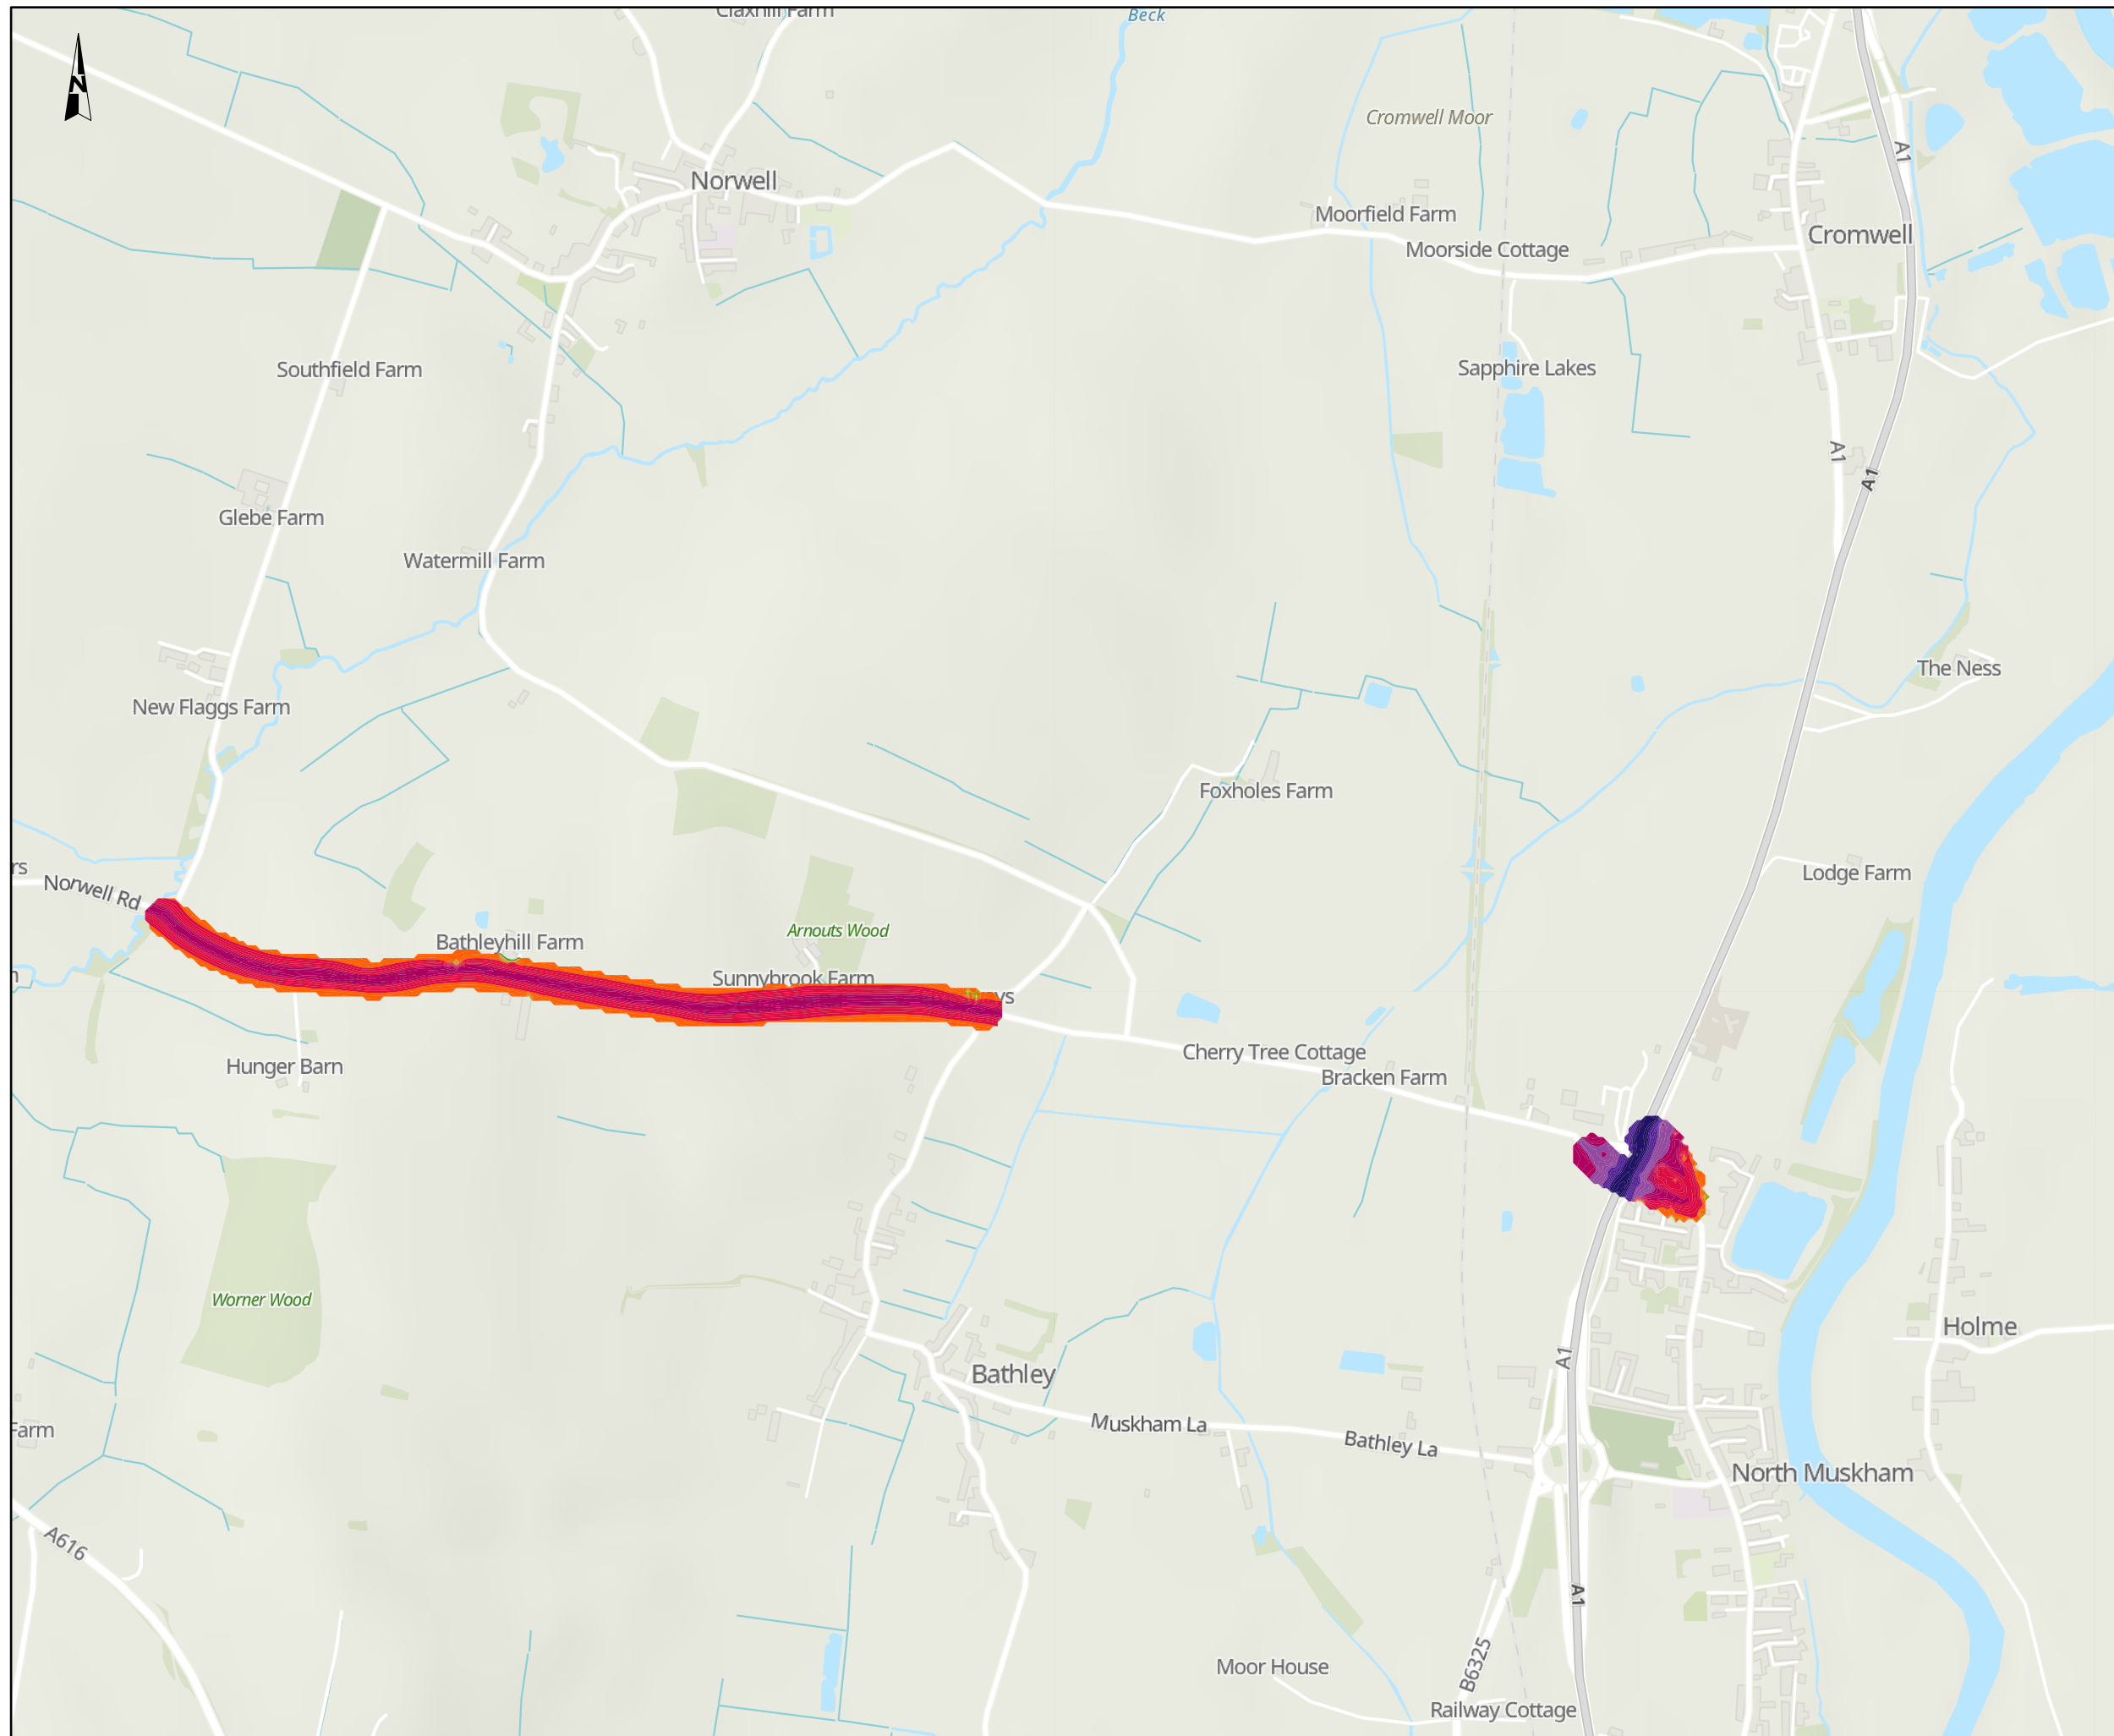 Claxhill Farm
Beck
N
Cromwell Moor
A1
Norwell
Moorfield Farm
Cromwell
Moorside Cottage
Southfield Farm
Sapphire Lakes
A1
A1
Glebe Farm
Watermill Farm
The Ness
New Flaggs Farm
Foxholes Farm
rs
Norwell Rd
Lodge Farm
Arnouts Wood
Bathleyhill Farm
Sunnybrook Farm
Cherry Tree Cottage
Bracken Farm
Hunger Barn
Worner Wood
Holme
A1
Bathley
Muskham La
Farm
Bathley La
North Muskham
A616
A1
B6325
Moor House
Railway Cottage